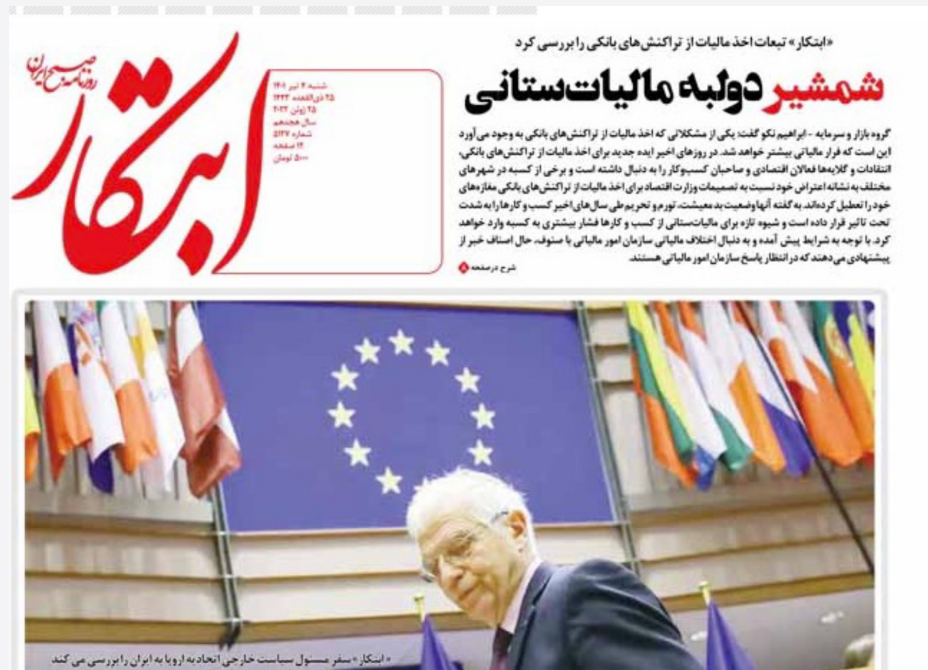 «ابتکار» تبعات اخذ مالیات از تراکنش‌های بانکی را بررسی کرد
شمشیر دولبه مالیات‌ستانی
گروه بازار و سرمایه - ابراهیم نکو گفت: یکی از مشکلاتی که اخذ مالیات از تراکنش‌های بانکی به وجود می‌آورد
این است که فرار مالیاتی بیشتر خواهد شد. در روزهای اخیر ایده جدید برای اخذ مالیات از تراکنش‌های بانکی،
انتقادات و گلایه‌ها فعالان اقتصادی و صاحبان کسب‌وکار را به دنبال داشته است و برخی از کسبه در شهرهای
مختلف به نشانه اعتراض خود نسبت به تصمیمات وزارت اقتصاد برای اخذ مالیات از تراکنش‌های بانکی مغازه‌های
خود را تعطیل کرده‌اند. به گفته آنها وضعیت بد معیشت، تورم و تحریم طی سال‌های اخیر کسب و کارها را به شدت
تحت تاثیر قرار داده است و شیوه تازه برای مالیات‌ستانی از کسب و کارها فشار بیشتری به کسبه وارد خواهد
کرد. با توجه به شرایط پیش آمده و به دنبال اختلاف مالیاتی سازمان امور مالیاتی با صنوف، حال اصناف خبر از
پیشنهادی می‌دهند که در انتظار پاسخ سازمان امور مالیاتی هستند.
شرح در صفحه ۸
روزنامه صبح ایران
ابتکار
شنبه ۴ تیر ۱۴۰۱
۲۵ ذی‌القعده ۱۴۴۳
۲۵ ژوئن ۲۰۲۲
سال هجدهم
شماره ۵۱۲۷
۱۲ صفحه
۵۰۰۰ تومان
«ابتکار» سفر مسئول سیاست خارجی اتحادیه اروپا به ایران را بررسی می کند